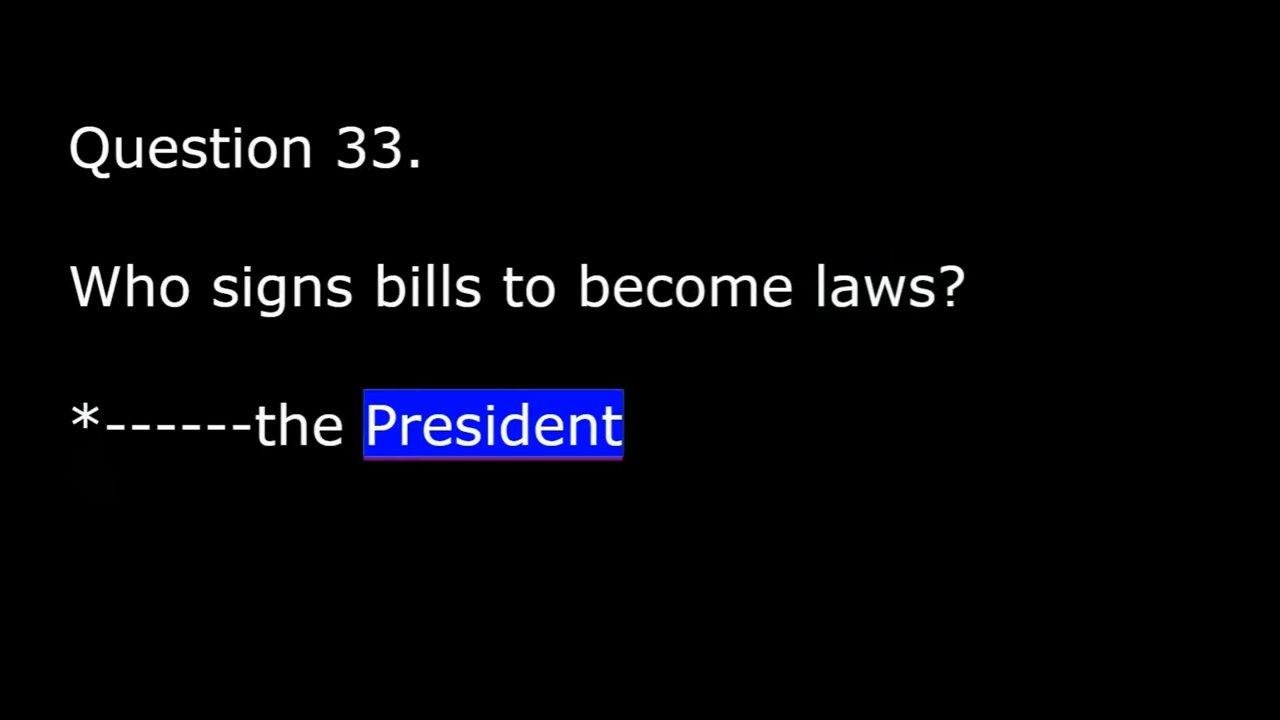 Question 33.
Who signs bills to become laws?
*------the President